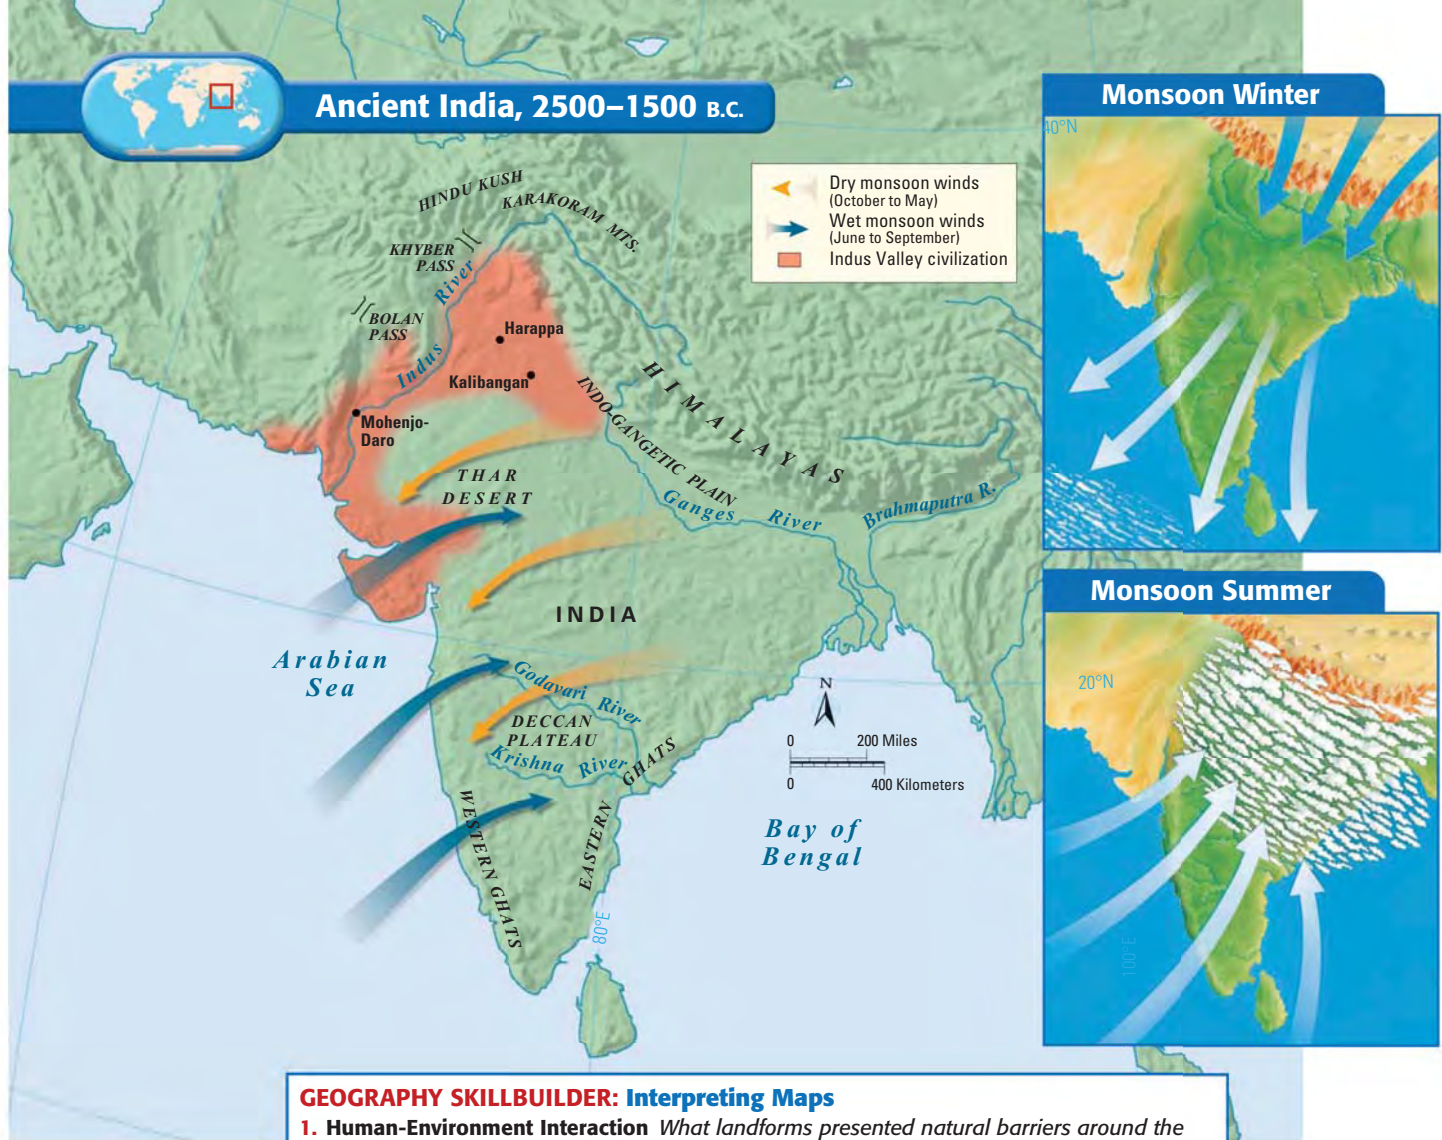 Ancient India, 2500–1500 B.C.
Dry monsoon winds
(October to May)
Wet monsoon winds
(June to September)
Indus Valley civilization
HINDU KUSH
KARAKORAM MTS.
KHYBER
PASS
BOLAN
PASS
Indus River
Harappa
Kalibangan
Mohenjo-
Daro
THAR
DESERT
HIMALAYAS
INDO-GANGETIC PLAIN
Ganges River
Brahmaputra R.
INDIA
Arabian
Sea
Godavari River
DECCAN
PLATEAU
Krishna River
WESTERN GHATS
EASTERN GHATS
N
0 200 Miles
0 400 Kilometers
Bay of
Bengal
80°E
Monsoon Winter
40°N
Monsoon Summer
20°N
100°E
GEOGRAPHY SKILLBUILDER: Interpreting Maps
1. Human-Environment Interaction What landforms presented natural barriers around the